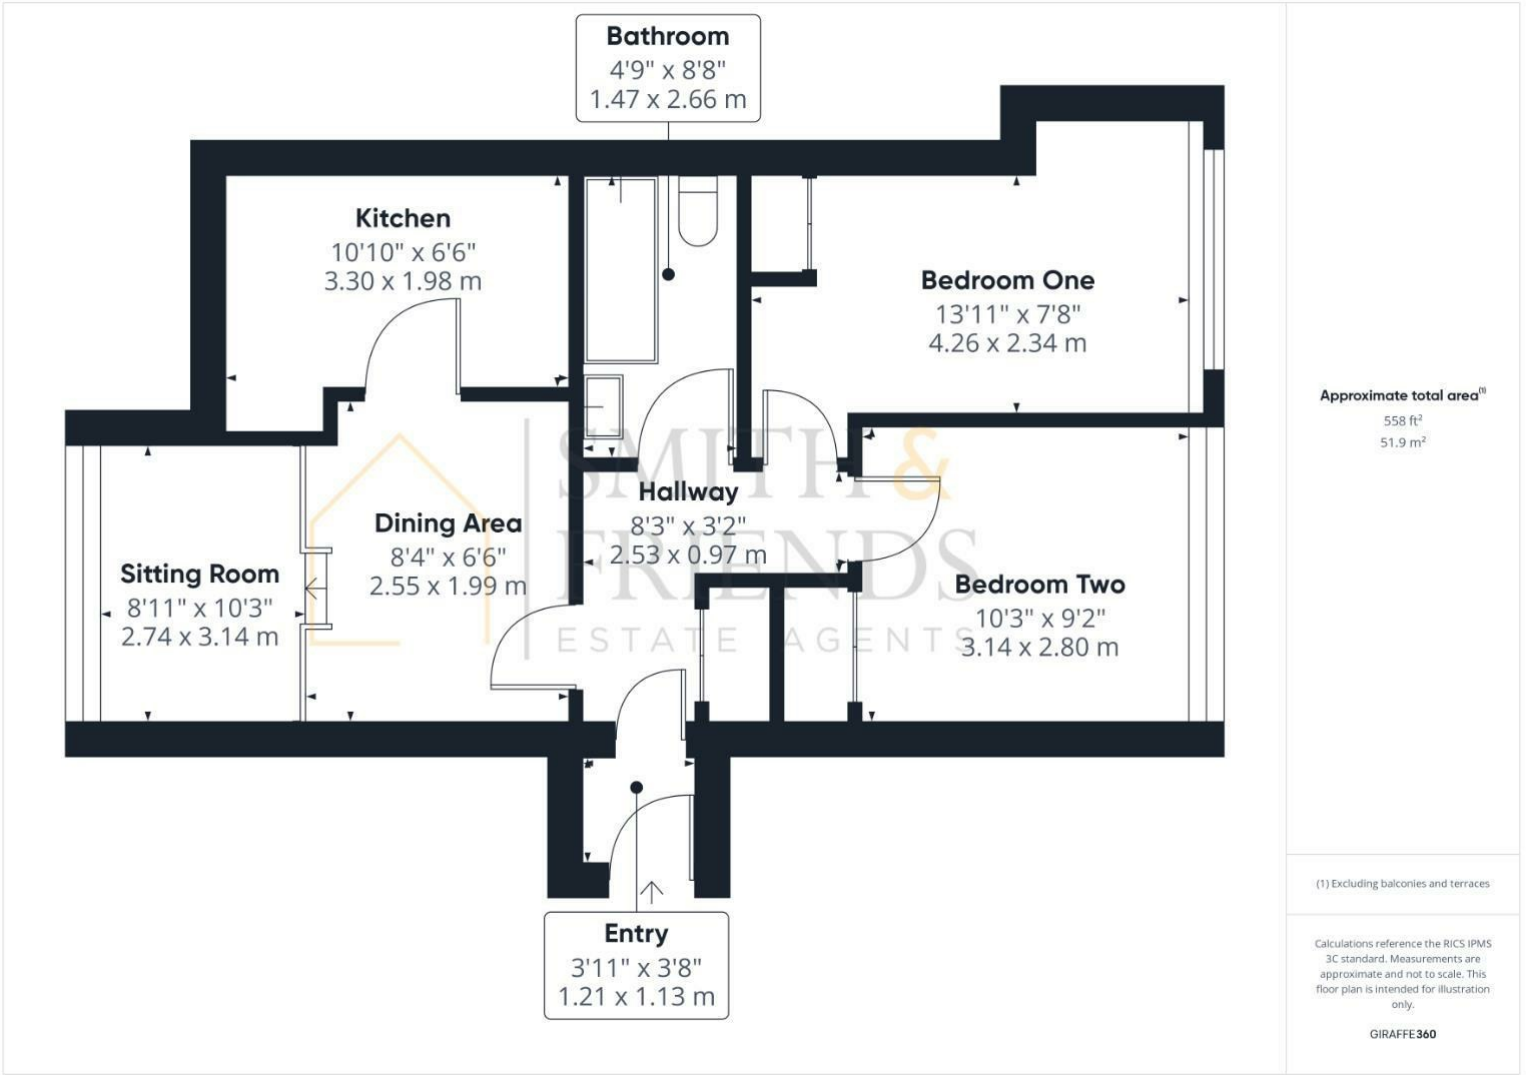 Bathroom
4'9" x 8'8"
1.47 x 2.66 m
Kitchen
10'10" x 6'6"
3.30 x 1.98 m
Bedroom One
13'11" x 7'8"
4.26 x 2.34 m
Hallway
8'3" x 3'2"
2.53 x 0.97 m
Dining Area
8'4" x 6'6"
2.55 x 1.99 m
Sitting Room
8'11" x 10'3"
2.74 x 3.14 m
Bedroom Two
10'3" x 9'2"
3.14 x 2.80 m
SMITH &
FRIENDS
ESTATE AGENTS
Entry
3'11" x 3'8"
1.21 x 1.13 m
Approximate total area(1)
558 ft²
51.9 m²
(1) Excluding balconies and terraces
Calculations reference the RICS IPMS
3C standard. Measurements are
approximate and not to scale. This
floor plan is intended for illustration
only.
GIRAFFE360